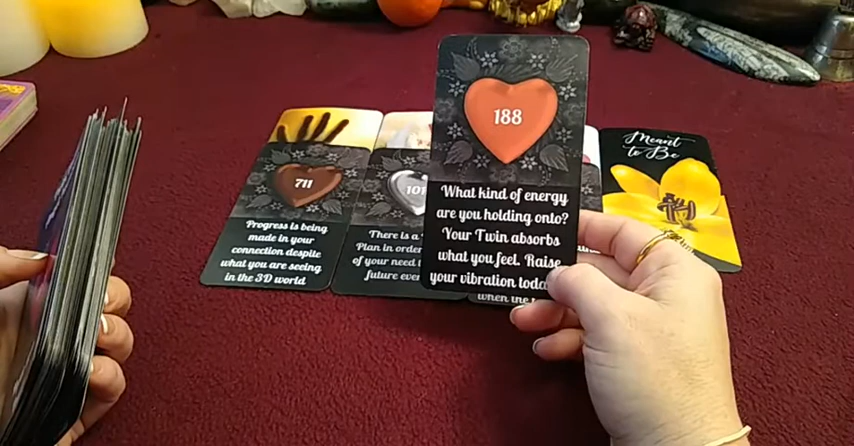 188
What kind of energy
are you holding onto?
Your Twin absorbs
what you feel. Raise
your vibration
711
Progress is being
made in your
connection despite
what you are seeing
in the 3D world
101
There is a
Plan in order
of your need
future
when the
Meant
to Be